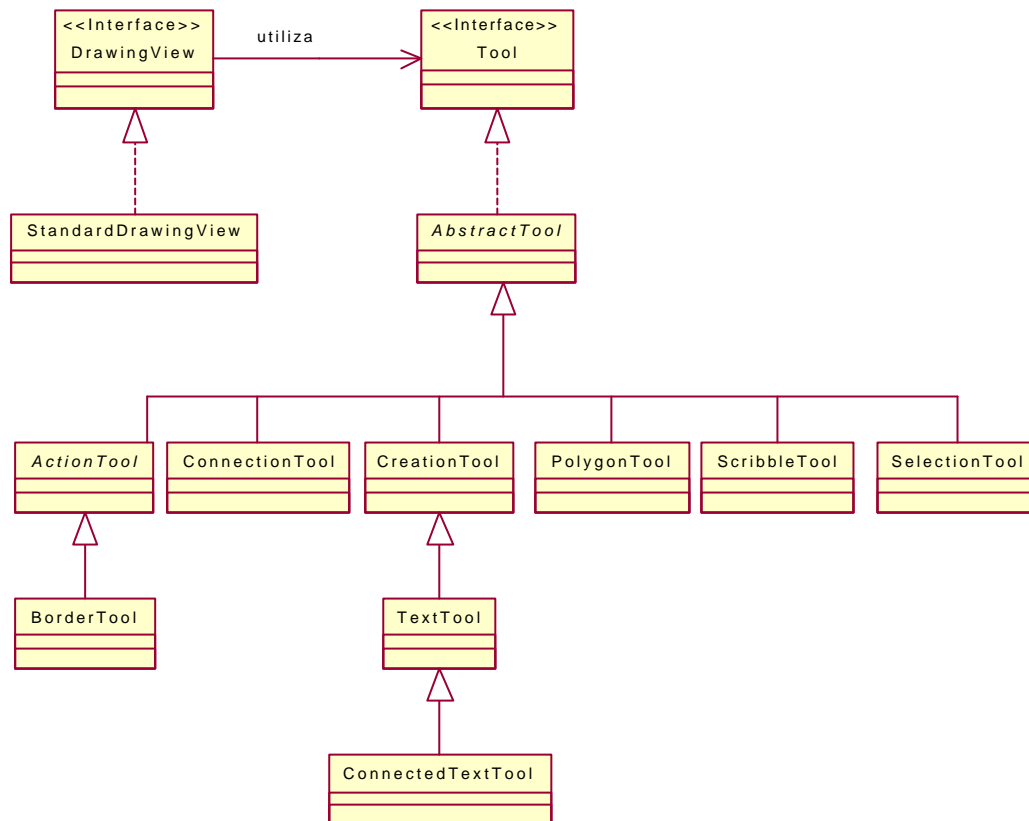 <<Interface>>
DrawingView
utiliza
<<Interface>>
Tool
StandardDrawingView
AbstractTool
ActionTool
ConnectionTool
CreationTool
PolygonTool
ScribbleTool
SelectionTool
BorderTool
TextTool
ConnectedTextTool